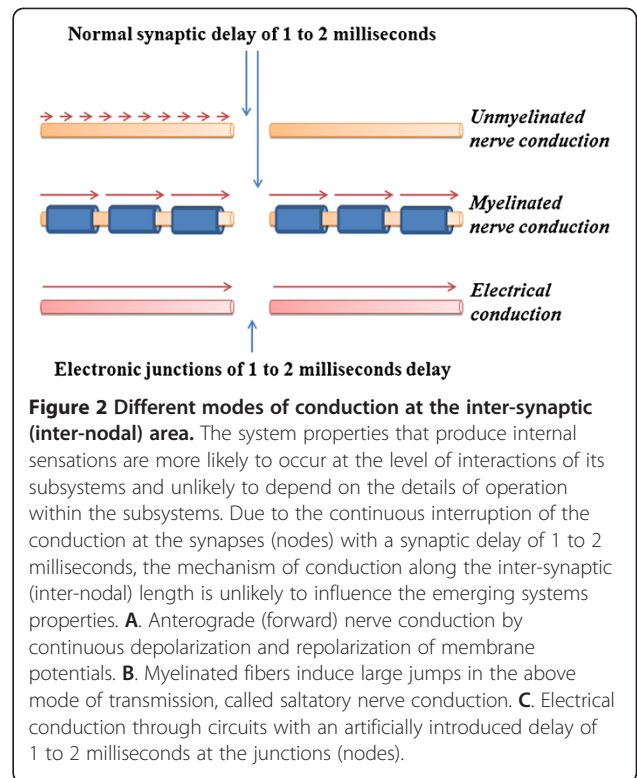 Normal synaptic delay of 1 to 2 milliseconds
Unmyelinated
nerve conduction
Myelinated
nerve conduction
Electrical
conduction
Electronic junctions of 1 to 2 milliseconds delay
Figure 2 Different modes of conduction at the inter-synaptic
(inter-nodal) area. The system properties that produce internal
sensations are more likely to occur at the level of interactions of its
subsystems and unlikely to depend on the details of operation
within the subsystems. Due to the continuous interruption of the
conduction at the synapses (nodes) with a synaptic delay of 1 to 2
milliseconds, the mechanism of conduction along the inter-synaptic
(inter-nodal) length is unlikely to influence the emerging systems
properties. A. Anterograde (forward) nerve conduction by
continuous depolarization and repolarization of membrane
potentials. B. Myelinated fibers induce large jumps in the above
mode of transmission, called saltatory nerve conduction. C. Electrical
conduction through circuits with an artificially introduced delay of
1 to 2 milliseconds at the junctions (nodes).